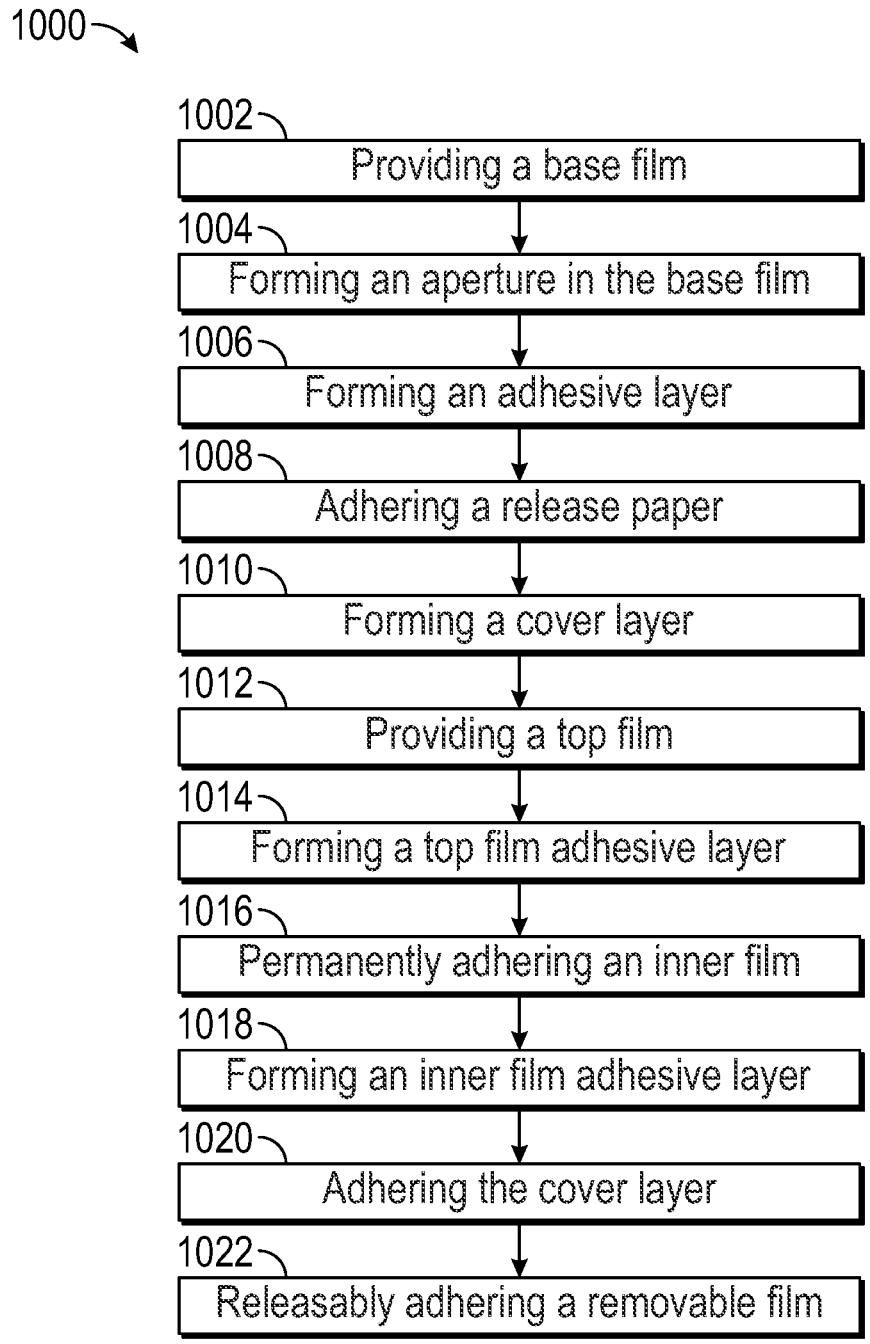 1000
1002
Providing a base film
1004
Forming an aperture in the base film
1006
Forming an adhesive layer
1008
Adhering a release paper
1010
Forming a cover layer
1012
Providing a top film
1014
Forming a top film adhesive layer
1016
Permanently adhering an inner film
1018
Forming an inner film adhesive layer
1020
Adhering the cover layer
1022
Releasably adhering a removable film